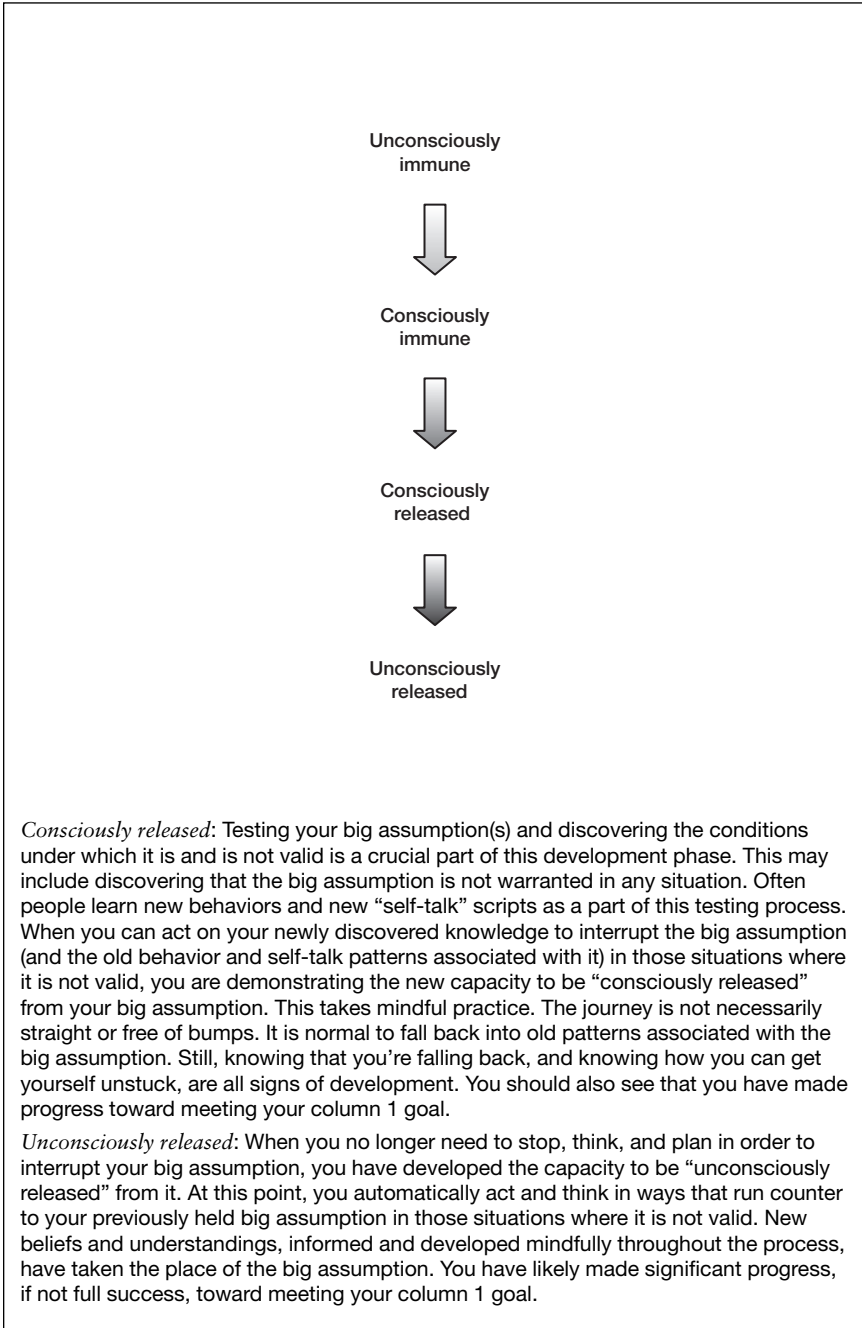 Unconsciously
immune
Consciously
immune
Consciously
released
Unconsciously
released
Consciously released: Testing your big assumption(s) and discovering the conditions
under which it is and is not valid is a crucial part of this development phase. This may
include discovering that the big assumption is not warranted in any situation. Often
people learn new behaviors and new “self-talk” scripts as a part of this testing process.
When you can act on your newly discovered knowledge to interrupt the big assumption
(and the old behavior and self-talk patterns associated with it) in those situations where
it is not valid, you are demonstrating the new capacity to be “consciously released”
from your big assumption. This takes mindful practice. The journey is not necessarily
straight or free of bumps. It is normal to fall back into old patterns associated with the
big assumption. Still, knowing that you’re falling back, and knowing how you can get
yourself unstuck, are all signs of development. You should also see that you have made
progress toward meeting your column 1 goal.
Unconsciously released: When you no longer need to stop, think, and plan in order to
interrupt your big assumption, you have developed the capacity to be “unconsciously
released” from it. At this point, you automatically act and think in ways that run counter
to your previously held big assumption in those situations where it is not valid. New
beliefs and understandings, informed and developed mindfully throughout the process,
have taken the place of the big assumption. You have likely made significant progress,
if not full success, toward meeting your column 1 goal.